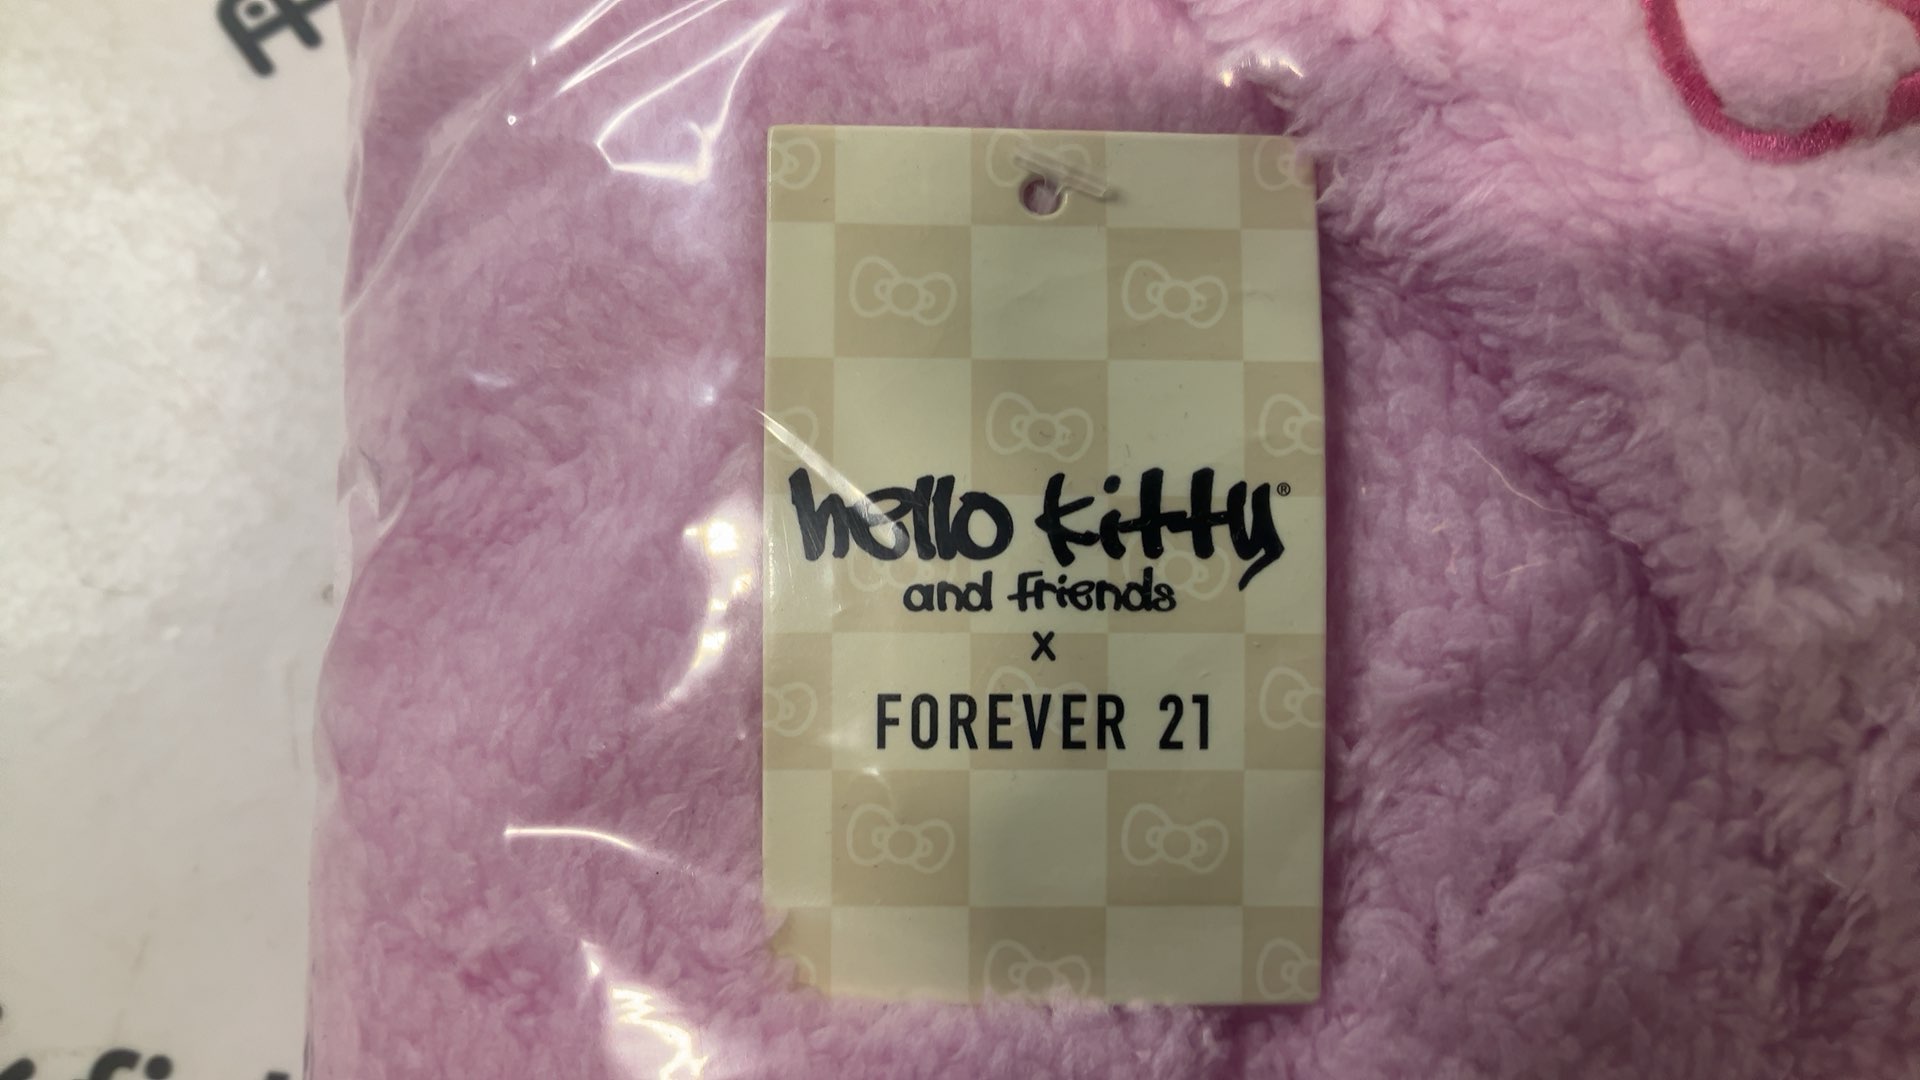 hello kitty®
and friends
x
FOREVER 21